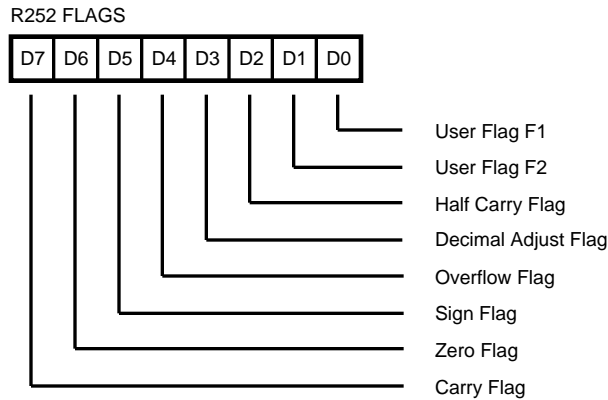 R252 FLAGS
D7 D6 D5 D4 D3 D2 D1 D0
User Flag F1
User Flag F2
Half Carry Flag
Decimal Adjust Flag
Overflow Flag
Sign Flag
Zero Flag
Carry Flag